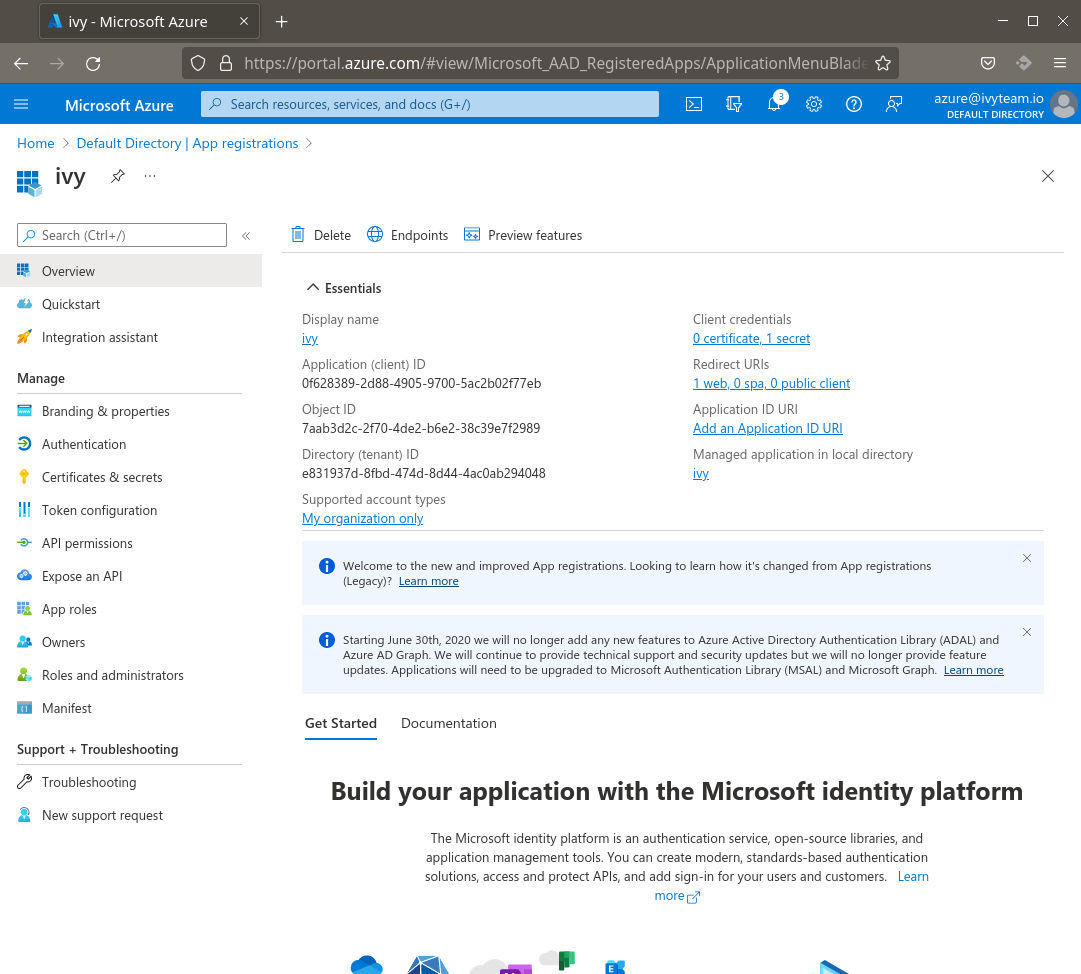 ivy - Microsoft Azure
https://portal.azure.com/#view/Microsoft_AAD_RegisteredApps/ApplicationMenuBlade
Microsoft Azure
Search resources, services, and docs (G+/)
3
azure@ivyteam.io
DEFAULT DIRECTORY
Home > Default Directory | App registrations >
ivy
Search (Ctrl+/)
«
Overview
Quickstart
Integration assistant
Manage
Branding & properties
Authentication
Certificates & secrets
Token configuration
API permissions
Expose an API
App roles
Owners
Roles and administrators
Manifest
Support + Troubleshooting
Troubleshooting
New support request
Delete
Endpoints
Preview features
Essentials
Display name
ivy
Application (client) ID
0f628389-2d88-4905-9700-5ac2b02f77eb
Object ID
7aab3d2c-2f70-4de2-b6e2-38c39e7f2989
Directory (tenant) ID
e831937d-8fbd-474d-8d44-4ac0ab294048
Supported account types
My organization only
Client credentials
0 certificate, 1 secret
Redirect URIs
1 web, 0 spa, 0 public client
Application ID URI
Add an Application ID URI
Managed application in local directory
ivy
Welcome to the new and improved App registrations. Looking to learn how it's changed from App registrations
(Legacy)? Learn more
Starting June 30th, 2020 we will no longer add any new features to Azure Active Directory Authentication Library (ADAL) and
Azure AD Graph. We will continue to provide technical support and security updates but we will no longer provide feature
updates. Applications will need to be upgraded to Microsoft Authentication Library (MSAL) and Microsoft Graph. Learn more
Get Started
Documentation
Build your application with the Microsoft identity platform
The Microsoft identity platform is an authentication service, open-source libraries, and
application management tools. You can create modern, standards-based authentication
solutions, access and protect APIs, and add sign-in for your users and customers. Learn
more